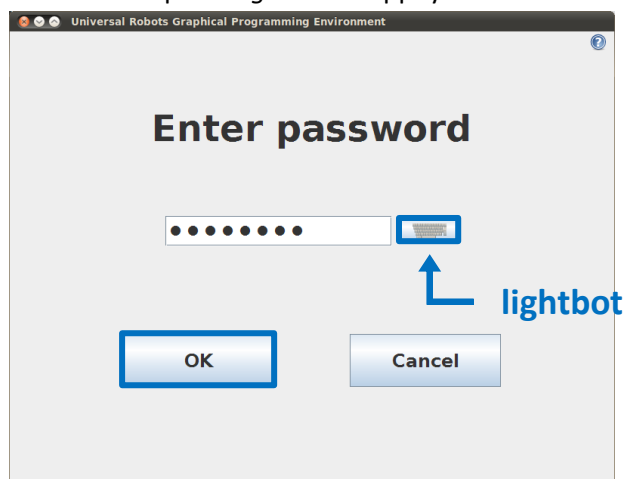 Universal Robots Graphical Programming Environment
Enter password
●●●●●●●●
lightbot
OK
Cancel